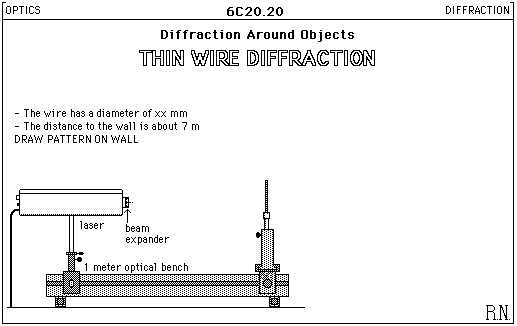 OPTICS 6C20.20 DIFFRACTION
Diffraction Around Objects
THIN WIRE DIFFRACTION
- The wire has a diameter of xx mm
- The distance to the wall is about 7 m
DRAW PATTERN ON WALL
laser
beam
expander
1 meter optical bench
R.N.